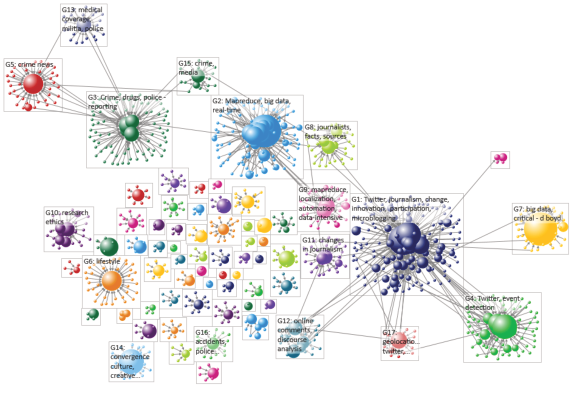 G13: medical
coverage,
militia, police
G5: crime news
G15: crime,
media
G3: Crime, drugs, police -
reporting
G2: Mapreduce, big data,
real-time
G8: journalists,
facts, sources
G9: mapreduce,
localization,
automation,
data-intensive
G1: Twitter, journalism, change,
innovation, participation,
microblogging
G7: big data,
critical - d boyd
G10: research
ethics
G11: changes
in journalism
G6: lifestyle
G4: Twitter, event
detection
G12: online
comments,
discourse
analysis,
G16:
accidents,
police
G17:
geolocatio...
twitter,
G14:
convergence
culture,
creative...